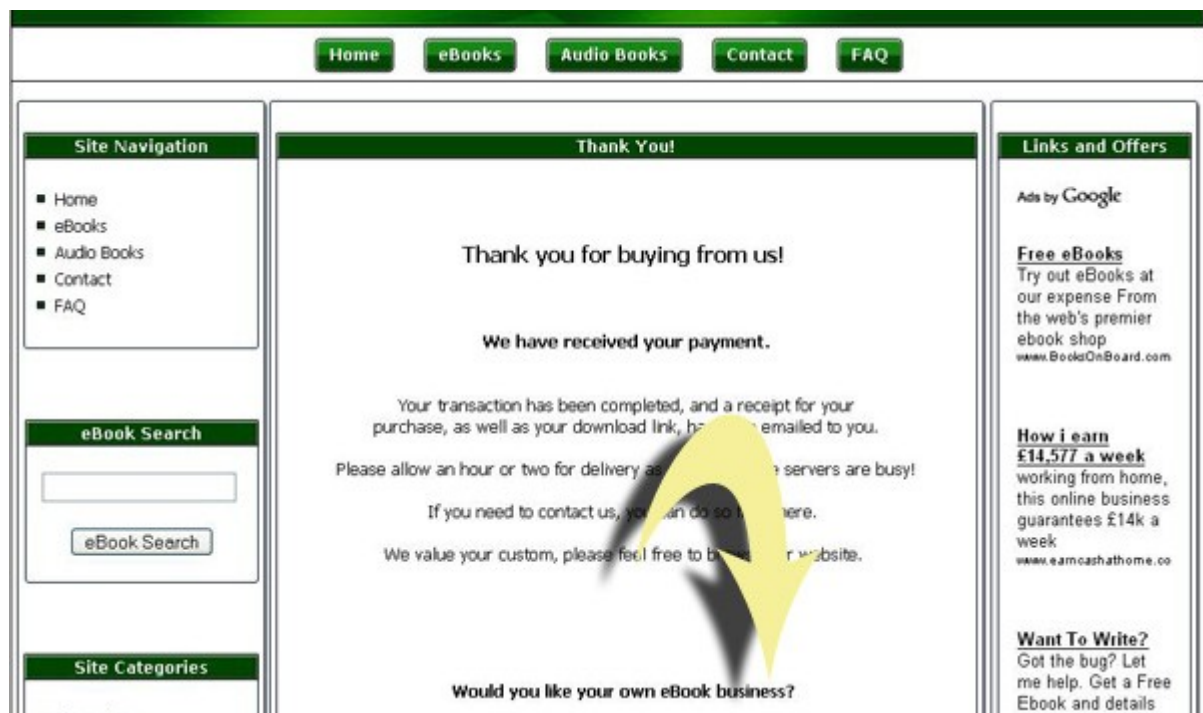 Home eBooks Audio Books Contact FAQ
Site Navigation
Home
eBooks
Audio Books
Contact
FAQ
eBook Search
eBook Search
Site Categories
Thank You!
Thank you for buying from us!
We have received your payment.
Your transaction has been completed, and a receipt for your
purchase, as well as your download link, emailed to you.
Please allow an hour or two for delivery as servers are busy!
If you need to contact us, you can do so here.
We value your custom, please feel free to website.
Would you like your own eBook business?
Links and Offers
Ads by Google
Free eBooks
Try out eBooks at
our expense From
the web's premier
ebook shop
www.BooksOnBoard.com
How i earn
£14,577 a week
working from home,
this online business
guarantees £14k a
week
www.earncashathome.co
Want To Write?
Got the bug? Let
me help. Get a Free
Ebook and details